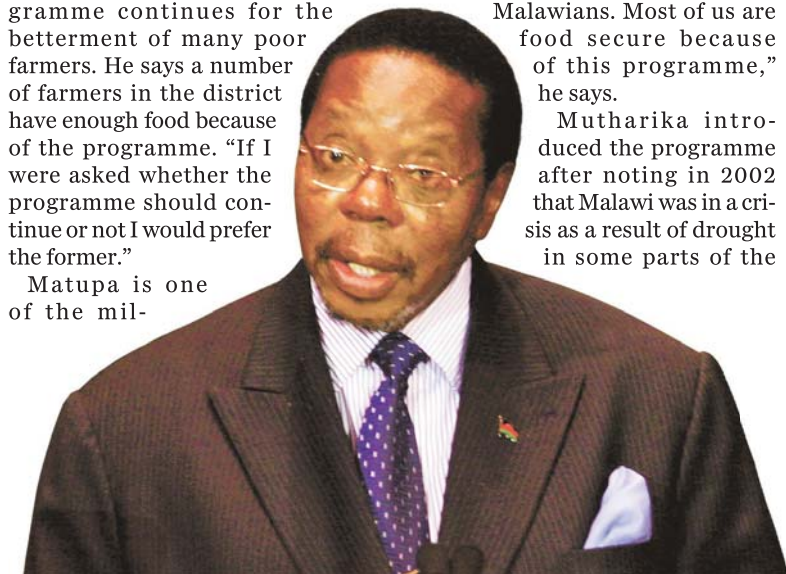 gramme continues for the
betterment of many poor
farmers. He says a number
of farmers in the district
have enough food because
of the programme. “If I
were asked whether the
programme should con-
tinue or not I would prefer
the former.”
Matupa is one
of the mil-
Malawians. Most of us are
food secure because
of this programme,”
he says.
Mutharika intro-
duced the programme
after noting in 2002
that Malawi was in a cri-
sis as a result of drought
in some parts of the